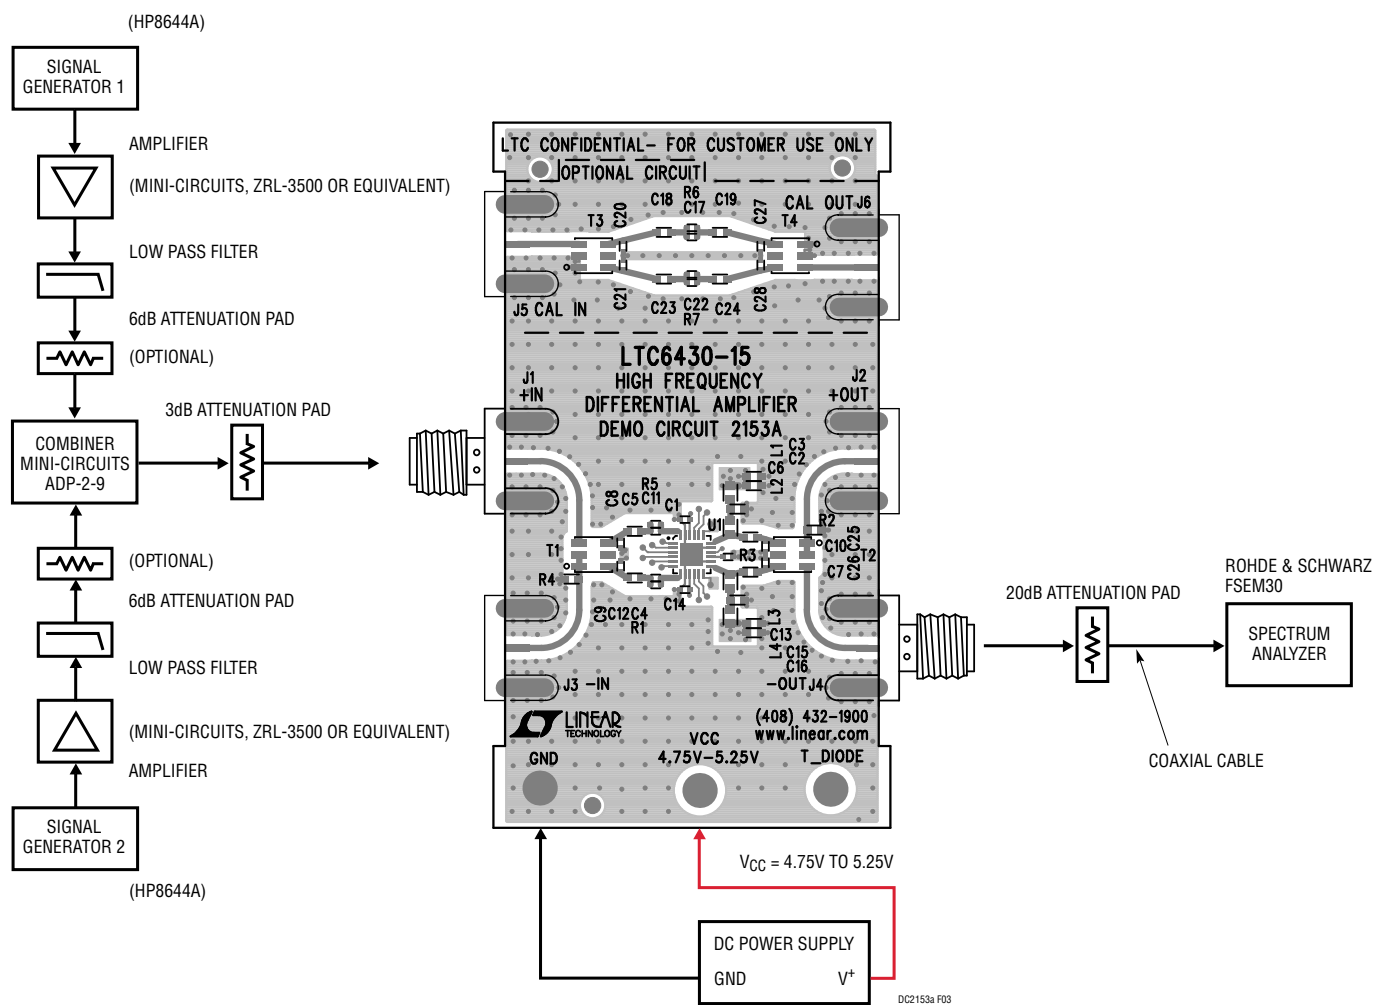 (HP8644A)
SIGNAL
GENERATOR 1
AMPLIFIER
(MINI-CIRCUITS, ZRL-3500 OR EQUIVALENT)
LOW PASS FILTER
6dB ATTENUATION PAD
(OPTIONAL)
3dB ATTENUATION PAD
COMBINER
MINI-CIRCUITS
ADP-2-9
(OPTIONAL)
6dB ATTENUATION PAD
LOW PASS FILTER
(MINI-CIRCUITS, ZRL-3500 OR EQUIVALENT)
AMPLIFIER
SIGNAL
GENERATOR 2
(HP8644A)
LTC CONFIDENTIAL- FOR CUSTOMER USE ONLY
OPTIONAL CIRCUIT
R6
C18 C17 C19
C20 C27
T3 T4
CAL OUT J6
C21 C28
C23 C22 C24
R7
J5 CAL IN
LTC6430-15
HIGH FREQUENCY
DIFFERENTIAL AMPLIFIER
DEMO CIRCUIT 2153A
J1
+IN
J2
+OUT
L1 C3
C2
C6
L2
R5
C8 C5 C11 C1
U1
R2
T1
R3
C10 C25
T2
C7 C26
R4
C9 C12 C4
R1
C14
L3
C13
L4 C15
C16
J3 -IN
-OUT J4
LINEAR
TECHNOLOGY
(408) 432-1900
www.linear.com
GND
VCC
4.75V-5.25V
T_DIODE
20dB ATTENUATION PAD
ROHDE & SCHWARZ
FSEM30
SPECTRUM
ANALYZER
COAXIAL CABLE
VCC = 4.75V TO 5.25V
DC POWER SUPPLY
GND V+
DC2153a F03